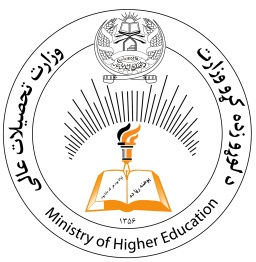 وزارت تحصیلات عالی
د لوړو زده کړو وزارت
۱۳۵۶
Ministry of Higher Education